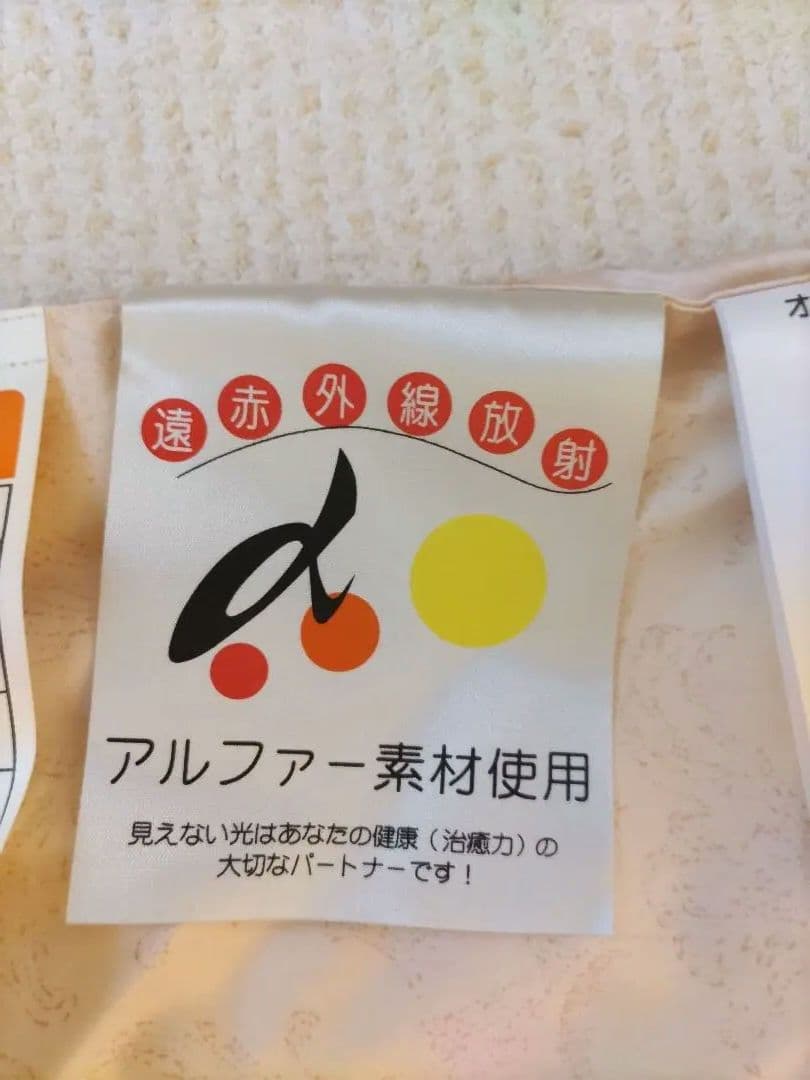 遠赤外線放射
α
アルファー素材使用
見えない光はあなたの健康（治癒力）の
大切なパートナーです！
オ